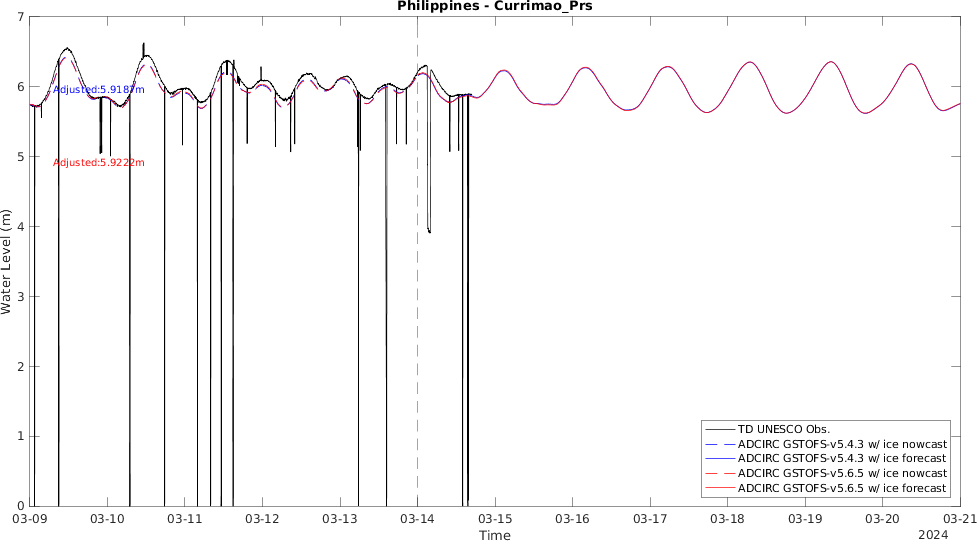 Philippines - Currimao_Prs
7
6
5
4
3
2
1
0
Water Level (m)
Adjusted:5.9187m
Adjusted:5.9222m
TD UNESCO Obs.
ADCIRC GSTOFS-v5.4.3 w/ ice nowcast
ADCIRC GSTOFS-v5.4.3 w/ ice forecast
ADCIRC GSTOFS-v5.6.5 w/ ice nowcast
ADCIRC GSTOFS-v5.6.5 w/ ice forecast
03-09 03-10 03-11 03-12 03-13 03-14 03-15 03-16 03-17 03-18 03-19 03-20 03-21
Time
2024